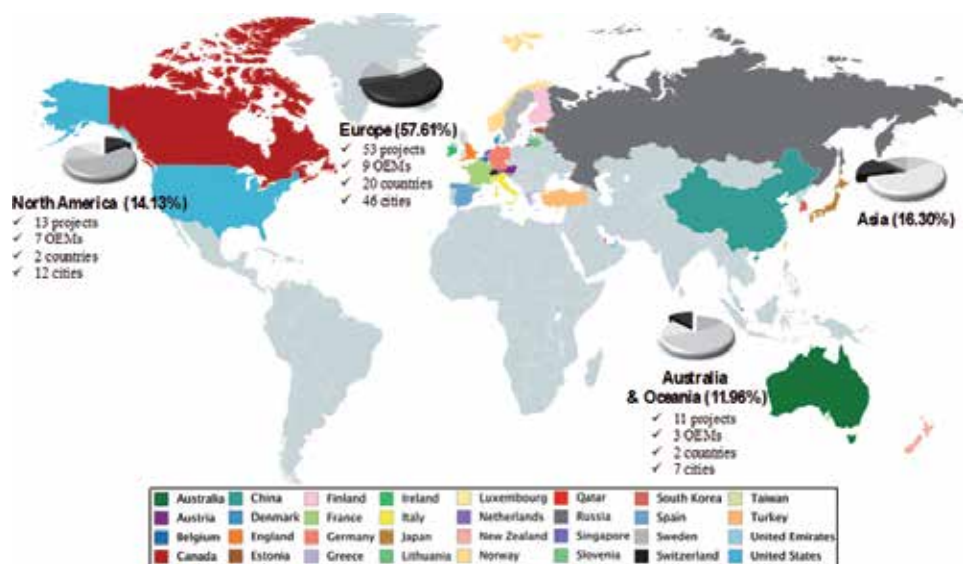 Europe (57.61%)
✓ 53 projects
✓ 9 OEMs
✓ 20 countries
✓ 46 cities
North America (14.13%)
✓ 13 projects
✓ 7 OEMs
✓ 2 countries
✓ 12 cities
Asia (16.30%)
Australia
& Oceania (11.96%)
✓ 11 projects
✓ 3 OEMs
✓ 2 countries
✓ 7 cities
Australia China Finland Ireland Luxembourg Qatar South Korea Taiwan
Austria Denmark France Italy Netherlands Russia Spain Turkey
Belgium England Germany Japan New Zealand Singapore Sweden United Emirates
Canada Estonia Greece Lithuania Norway Slovenia Switzerland United States